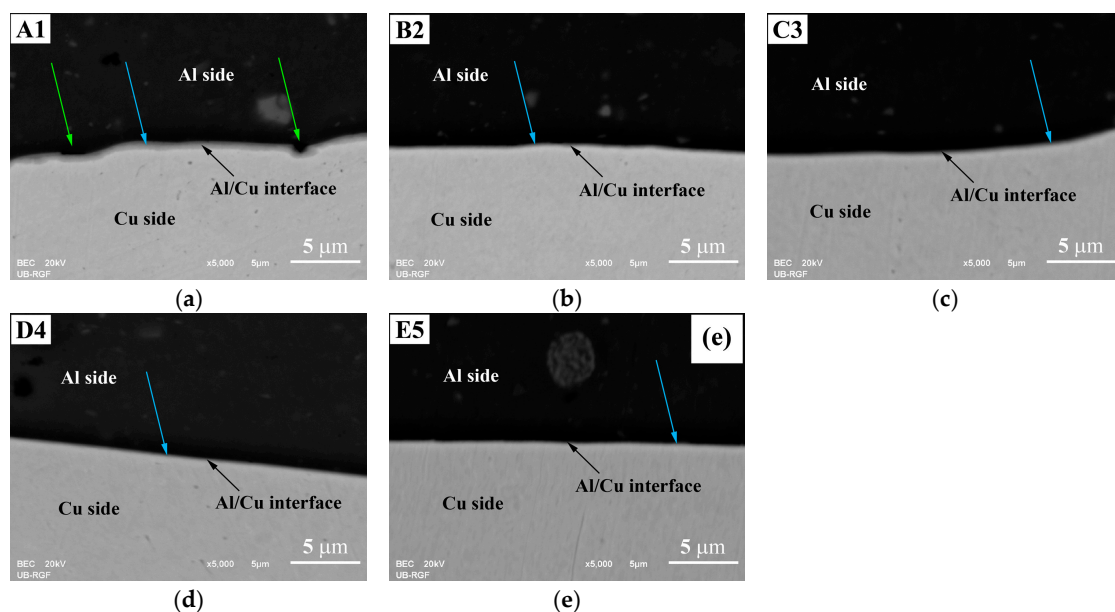 A1
Al side
Al/Cu interface
Cu side
5 μm
BEC 20kV x5,000 5μm
UB-RGF
(a)
B2
Al side
Al/Cu interface
Cu side
5 μm
BEC 20kV x5,000 5μm
UB-RGF
(b)
C3
Al side
Al/Cu interface
Cu side
5 μm
BEC 20kV x5,000 5μm
UB-RGF
(c)
D4
Al side
Al/Cu interface
Cu side
5 μm
BEC 20kV x5,000 5μm
UB-RGF
(d)
E5
(e)
Al side
Al/Cu interface
Cu side
5 μm
BEC 20kV x5,000 5μm
UB-RGF
(e)